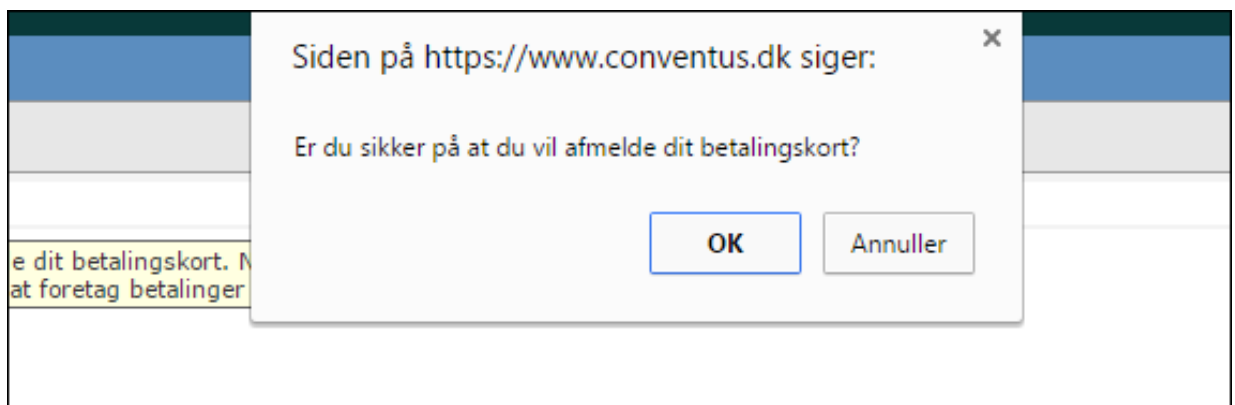 Siden på https://www.conventus.dk siger:
Er du sikker på at du vil afmelde dit betalingskort?
OK
Annuller
e dit betalingskort. N
at foretag betalinger